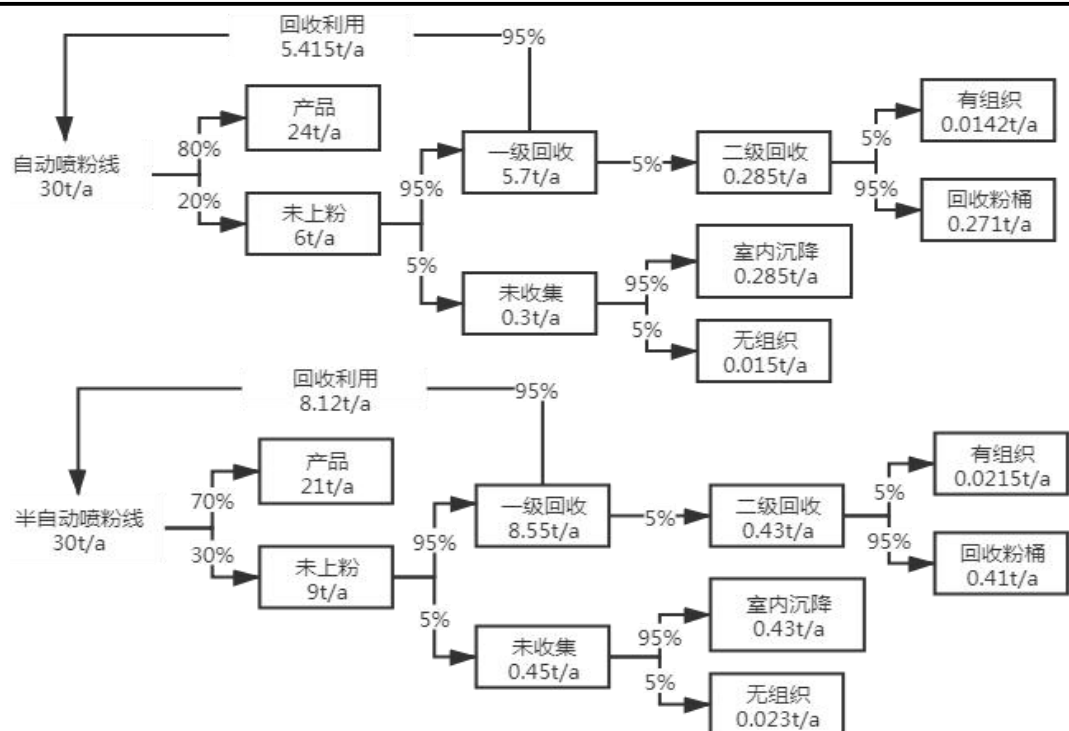 回收利用
5.415t/a
95%
自动喷粉线
30t/a
80%
20%
产品
24t/a
未上粉
6t/a
95%
5%
一级回收
5.7t/a
5%
二级回收
0.285t/a
5%
95%
有组织
0.0142t/a
回收粉桶
0.271t/a
未收集
0.3t/a
95%
5%
室内沉降
0.285t/a
无组织
0.015t/a
回收利用
8.12t/a
95%
半自动喷粉线
30t/a
70%
30%
产品
21t/a
未上粉
9t/a
95%
5%
一级回收
8.55t/a
5%
二级回收
0.43t/a
5%
95%
有组织
0.0215t/a
回收粉桶
0.41t/a
未收集
0.45t/a
95%
5%
室内沉降
0.43t/a
无组织
0.023t/a